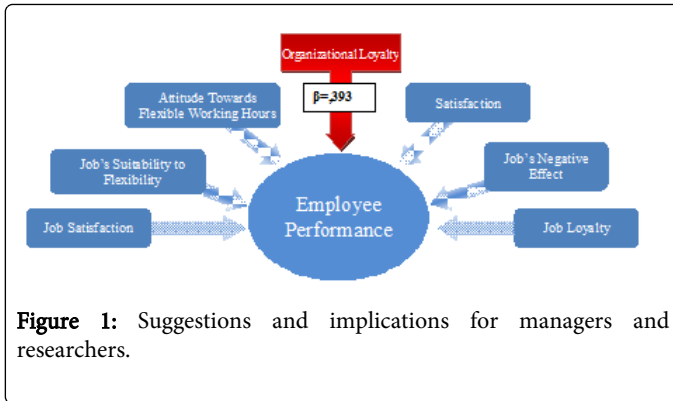 Organizational Loyalty
β=,393
Attitude Towards
Flexible Working Hours
Satisfaction
Job's Suitability to
Flexibility
Job's Negative
Effect
Job Satisfaction
Employee
Performance
Job Loyalty
Figure 1: Suggestions and implications for managers and
researchers.